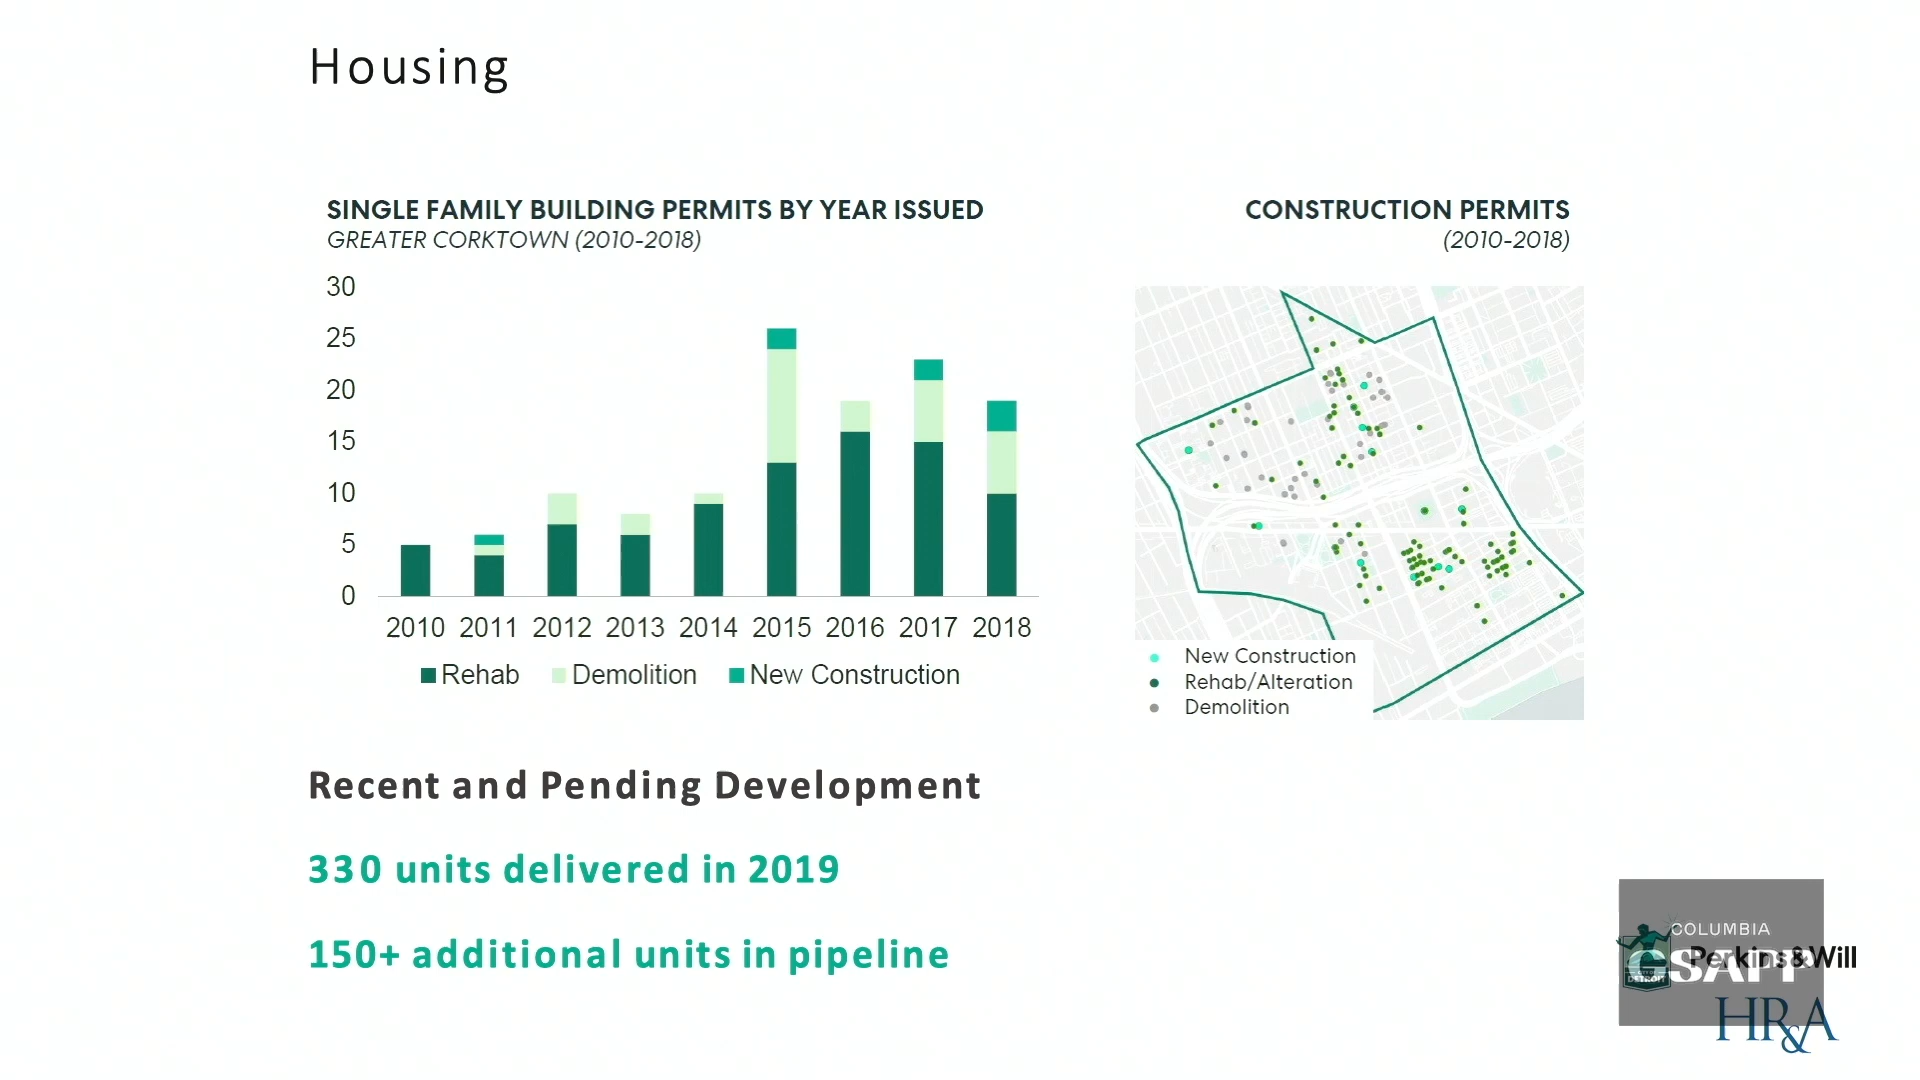 Housing
SINGLE FAMILY BUILDING PERMITS BY YEAR ISSUED
GREATER CORKTOWN (2010-2018)
30
25
20
15
10
5
0
2010 2011 2012 2013 2014 2015 2016 2017 2018
Rehab Demolition New Construction
CONSTRUCTION PERMITS
(2010-2018)
New Construction
Rehab/Alteration
Demolition
Recent and Pending Development
330 units delivered in 2019
150+ additional units in pipeline
COLUMBIA
GSAPP
Perkins&Will
DETROIT
HR&A